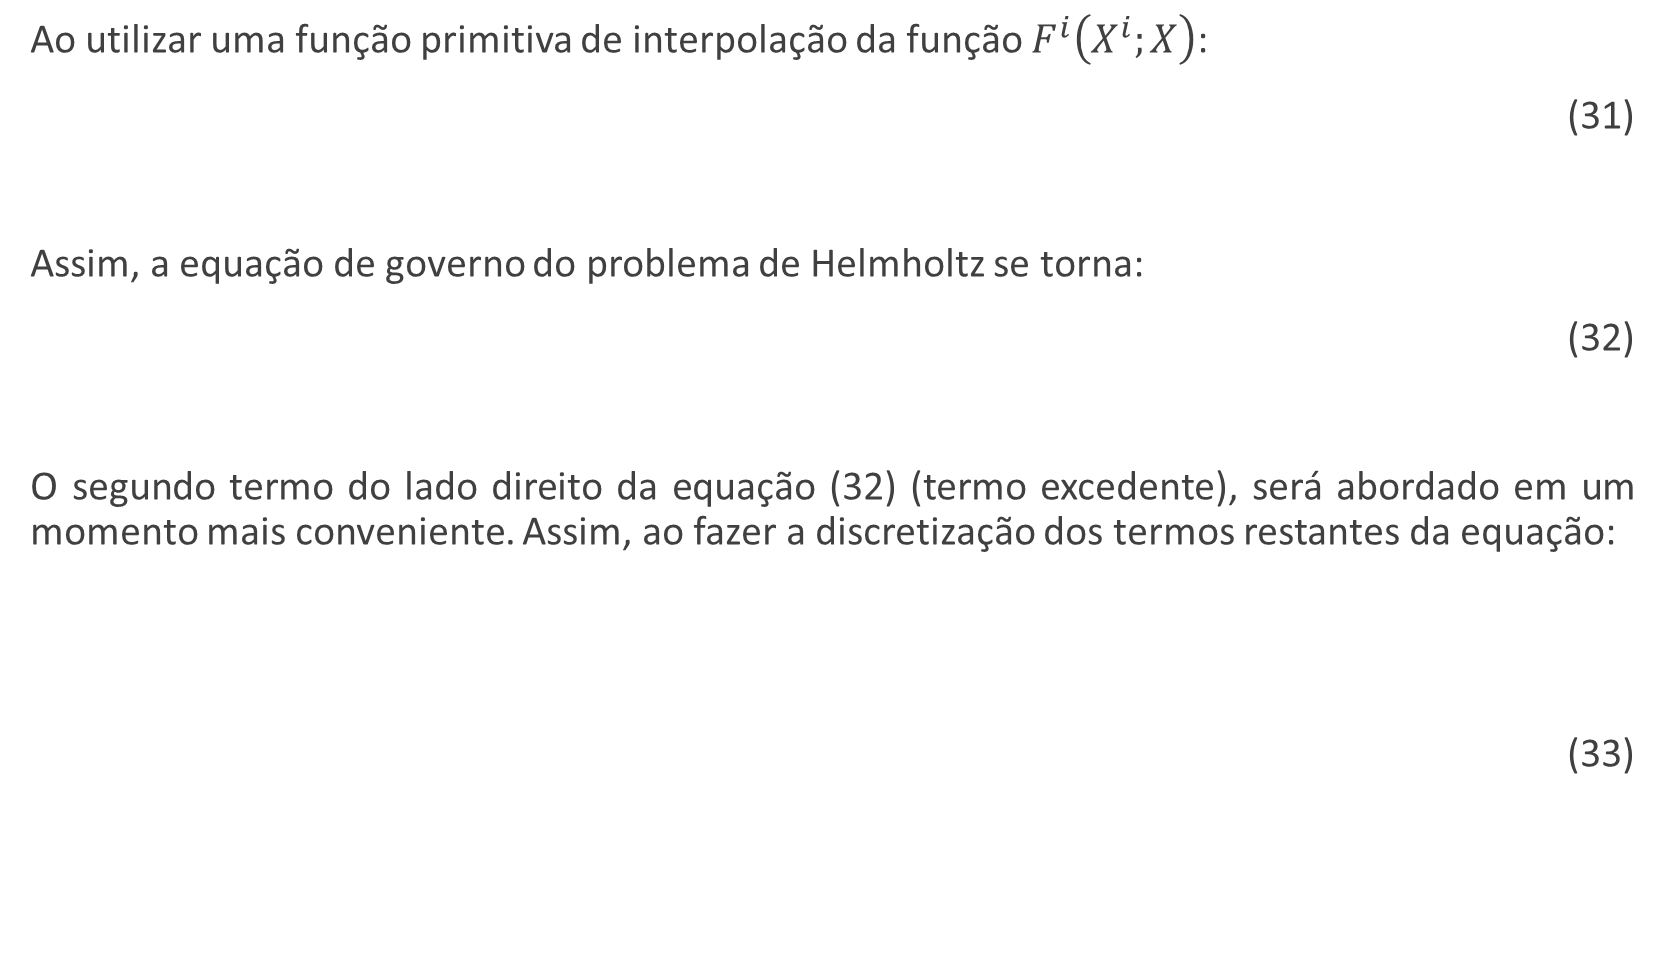 Ao utilizar uma função primitiva de interpolação da função 𝐹ⁱ(𝑋ⁱ; 𝑋):
(31)
Assim, a equação de governo do problema de Helmholtz se torna:
(32)
O segundo termo do lado direito da equação (32) (termo excedente), será abordado em um
momento mais conveniente. Assim, ao fazer a discretização dos termos restantes da equação:
(33)